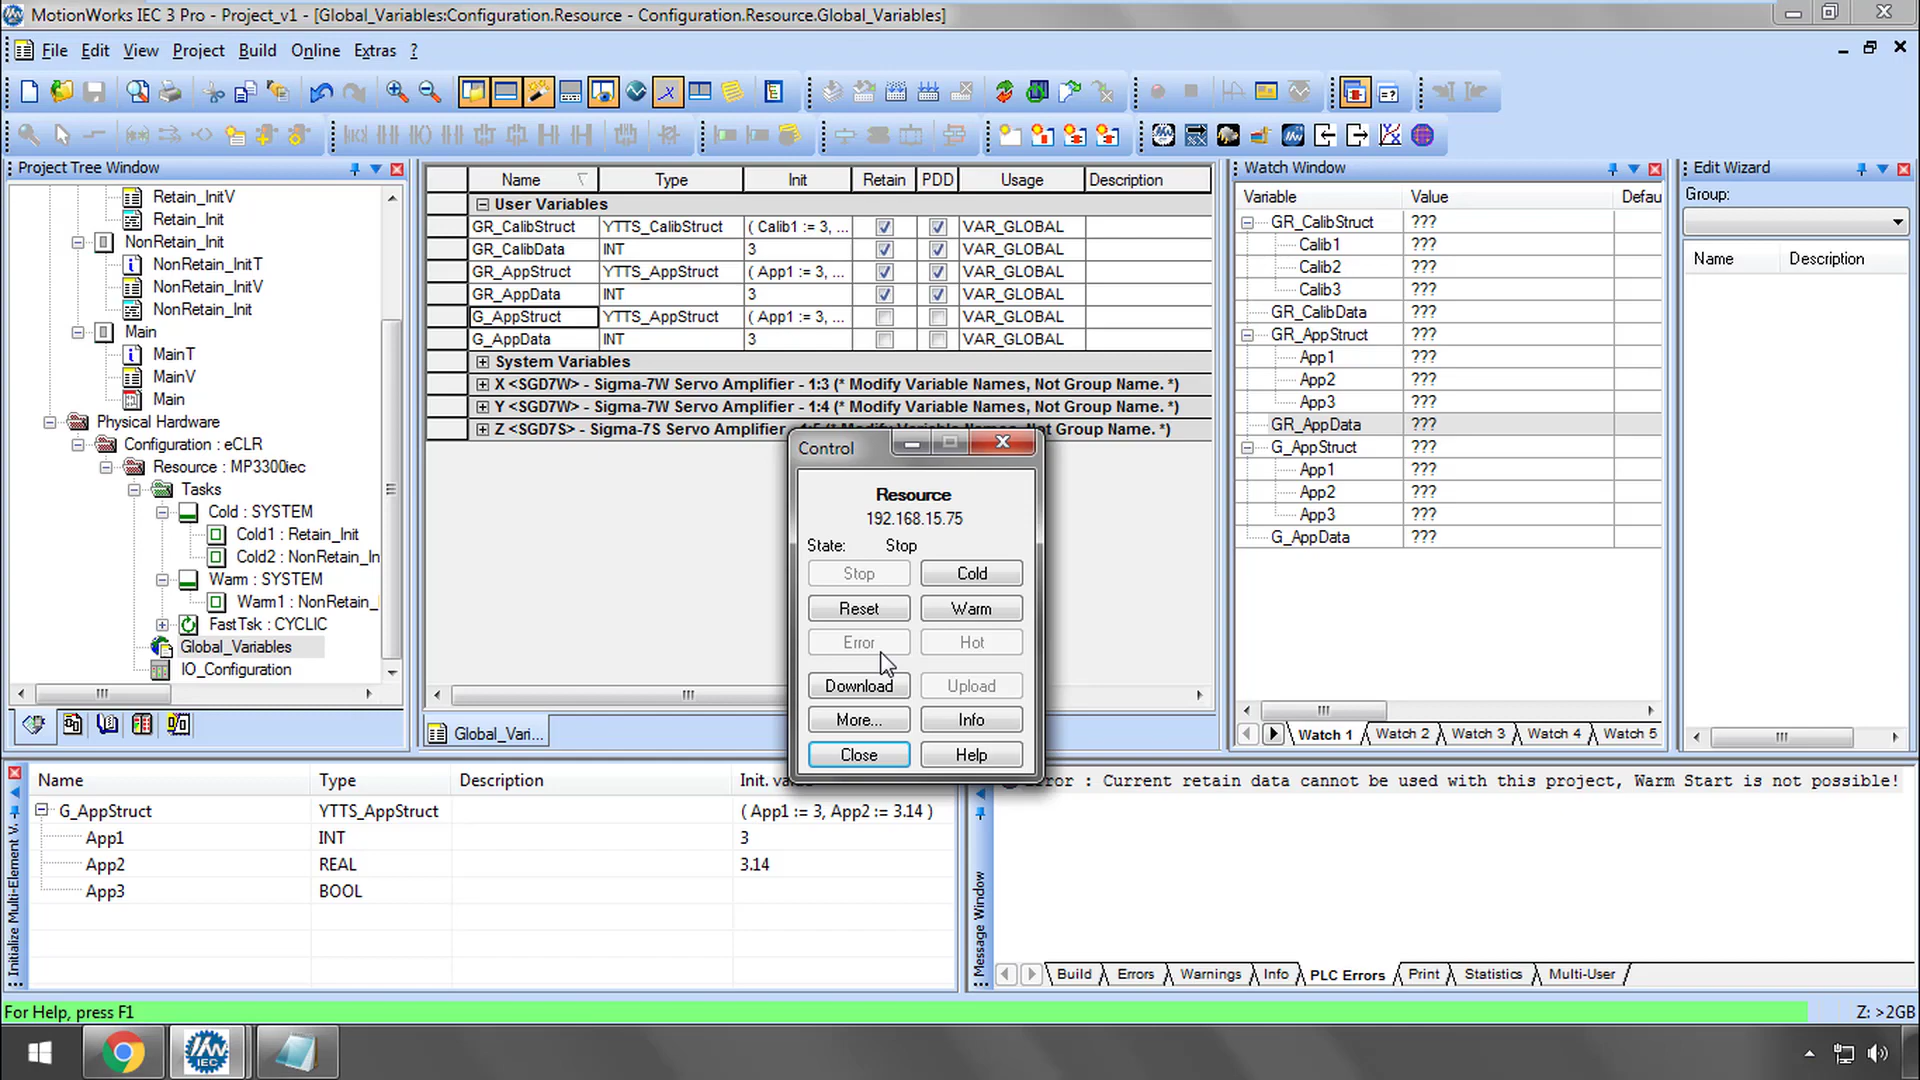 MotionWorks IEC 3 Pro - Project_v1 - [Global_Variables:Configuration.Resource - Configuration.Resource.Global_Variables]
File Edit View Project Build Online Extras ?
Project Tree Window
Retain_InitV
Retain_Init
NonRetain_Init
NonRetain_InitT
NonRetain_InitV
NonRetain_Init
Main
MainT
MainV
Main
Physical Hardware
Configuration : eCLR
Resource : MP3300iec
Tasks
Cold : SYSTEM
Cold1 : Retain_Init
Cold2 : NonRetain_In
Warm : SYSTEM
Warm1 : NonRetain_
FastTsk : CYCLIC
Global_Variables
IO_Configuration
Name Type Init Retain PDD Usage Description
User Variables
GR_CalibStruct YTTS_CalibStruct ( Calib1 := 3, ... VAR_GLOBAL
GR_CalibData INT 3 VAR_GLOBAL
GR_AppStruct YTTS_AppStruct ( App1 := 3, ... VAR_GLOBAL
GR_AppData INT 3 VAR_GLOBAL
G_AppStruct YTTS_AppStruct ( App1 := 3, ... VAR_GLOBAL
G_AppData INT 3 VAR_GLOBAL
System Variables
X <SGD7W> - Sigma-7W Servo Amplifier - 1:3 (* Modify Variable Names, Not Group Name. *)
Y <SGD7W> - Sigma-7W Servo Amplifier - 1:4 (* Modify Variable Names, Not Group Name. *)
Z <SGD7S> - Sigma-7S Servo Amplifier Names, Not Group Name. *)
Global_Vari...
Control
Resource
192.168.15.75
State: Stop
Stop Cold
Reset Warm
Error Hot
Download Upload
More... Info
Close Help
Watch Window
Variable Value Defau
GR_CalibStruct ???
Calib1 ???
Calib2 ???
Calib3 ???
GR_CalibData ???
GR_AppStruct ???
App1 ???
App2 ???
App3 ???
GR_AppData ???
G_AppStruct ???
App1 ???
App2 ???
App3 ???
G_AppData ???
Watch 1 Watch 2 Watch 3 Watch 4 Watch 5
Edit Wizard
Group:
Name Description
Initialize Multi-Element V.
Name Type Description Init. va
G_AppStruct YTTS_AppStruct ( App1 := 3, App2 := 3.14 )
App1 INT 3
App2 REAL 3.14
App3 BOOL
Message Window
: Current retain data cannot be used with this project, Warm Start is not possible!
Build Errors Warnings Info PLC Errors Print Statistics Multi-User
For Help, press F1
Z: >2GB
IEC